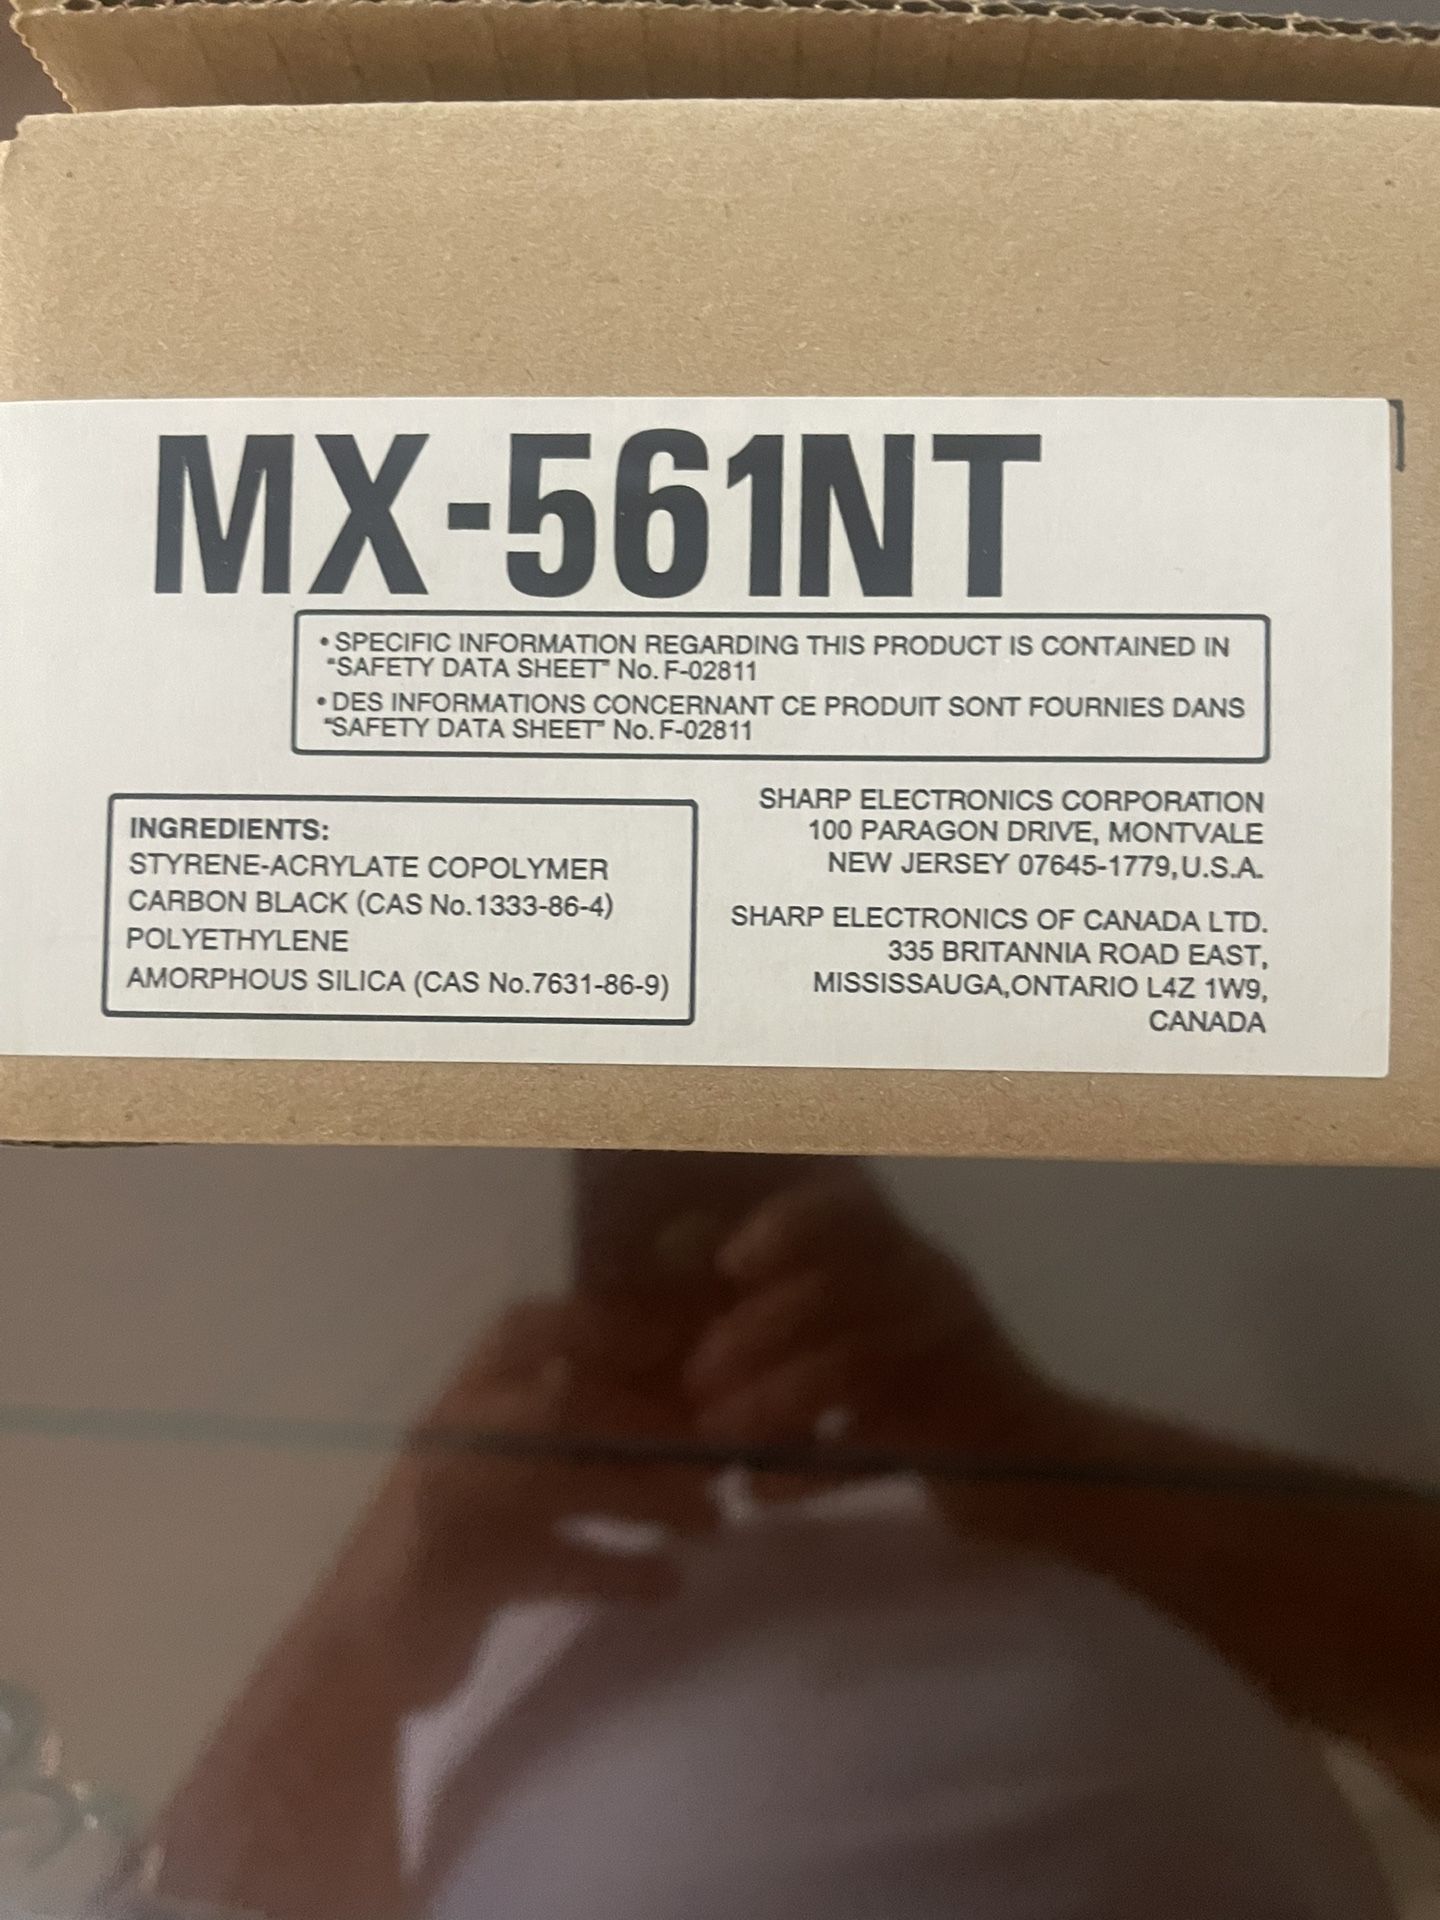 MX-561NT
• SPECIFIC INFORMATION REGARDING THIS PRODUCT IS CONTAINED IN
"SAFETY DATA SHEET" No. F-02811
• DES INFORMATIONS CONCERNANT CE PRODUIT SONT FOURNIES DANS
"SAFETY DATA SHEET" No. F-02811
INGREDIENTS:
STYRENE-ACRYLATE COPOLYMER
CARBON BLACK (CAS No.1333-86-4)
POLYETHYLENE
AMORPHOUS SILICA (CAS No.7631-86-9)
SHARP ELECTRONICS CORPORATION
100 PARAGON DRIVE, MONTVALE
NEW JERSEY 07645-1779,U.S.A.
SHARP ELECTRONICS OF CANADA LTD.
335 BRITANNIA ROAD EAST,
MISSISSAUGA,ONTARIO L4Z 1W9,
CANADA